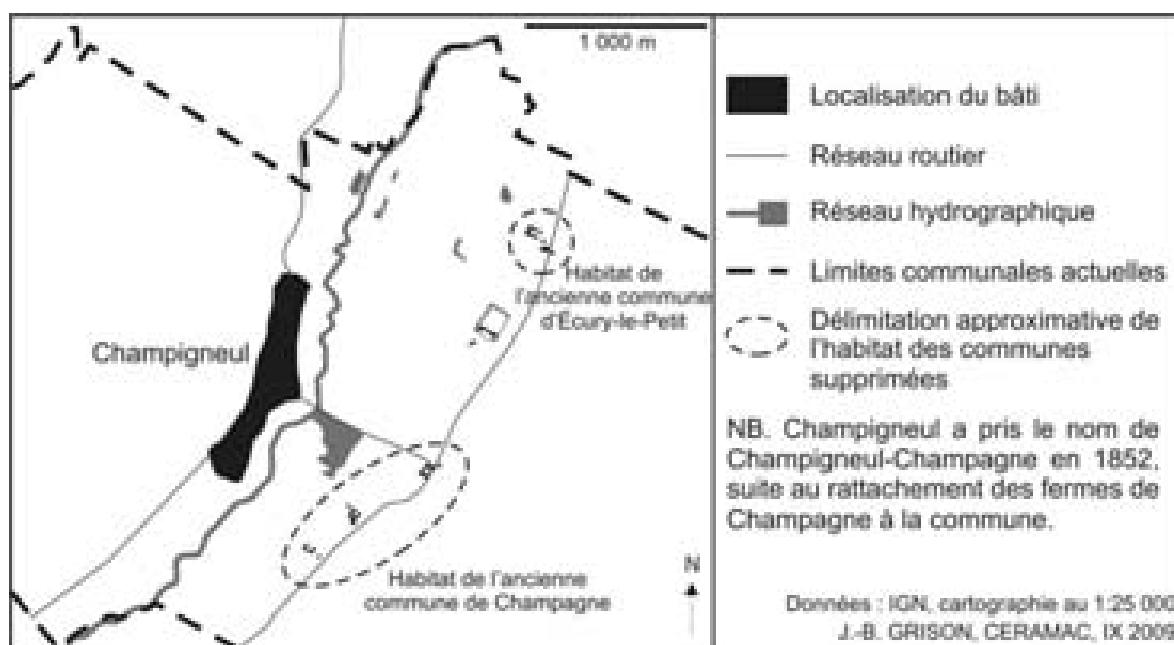 1 000 m
Habitat de
l'ancienne commune
d'Écury-le-Petit
Champigneul
Habitat de l'ancienne
commune de Champagne
N
Localisation du bâti
Réseau routier
Réseau hydrographique
Limites communales actuelles
Délimitation approximative de
l'habitat des communes
supprimées
NB. Champigneul a pris le nom de
Champigneul-Champagne en 1852,
suite au rattachement des fermes de
Champagne à la commune.
Données : IGN, cartographie au 1:25 000
J.-B. GRISON, CERAMAC, IX 2009